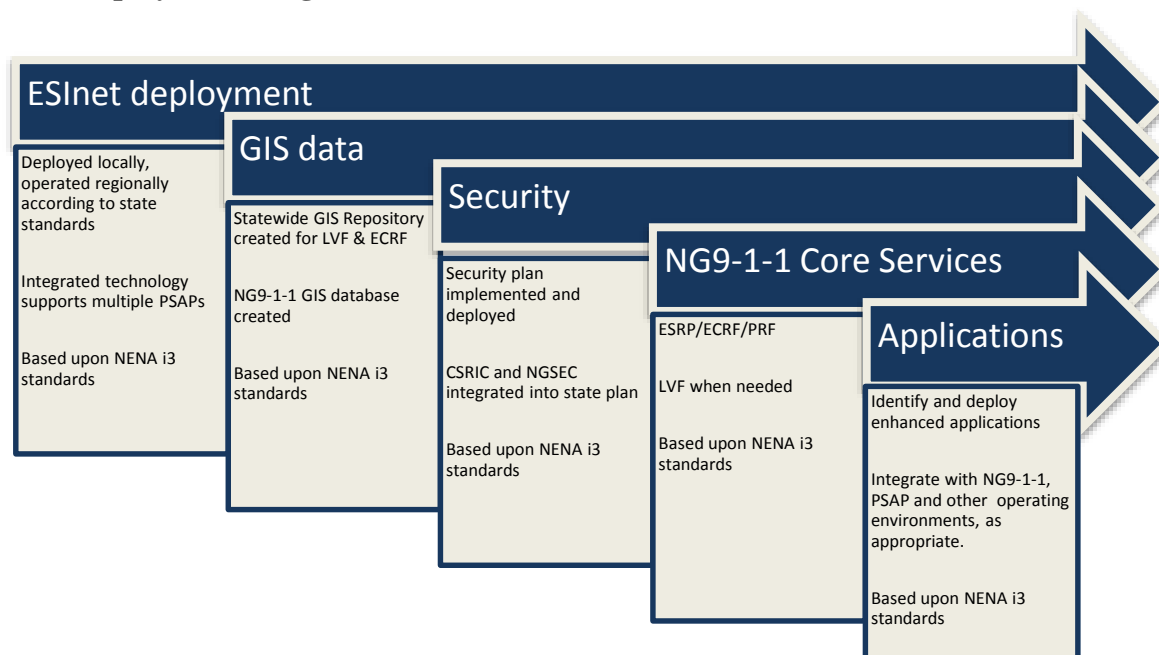 ESInet deployment
Deployed locally,
operated regionally
according to state
standards
Integrated technology
supports multiple PSAPs
Based upon NENA i3
standards
GIS data
Statewide GIS Repository
created for LVF & ECRF
NG9-1-1 GIS database
created
Based upon NENA i3
standards
Security
Security plan
implemented and
deployed
CSRIC and NGSEC
integrated into state plan
Based upon NENA i3
standards
NG9-1-1 Core Services
ESRP/ECRF/PRF
LVF when needed
Based upon NENA i3
standards
Applications
Identify and deploy
enhanced applications
Integrate with NG9-1-1,
PSAP and other operating
environments, as
appropriate.
Based upon NENA i3
standards